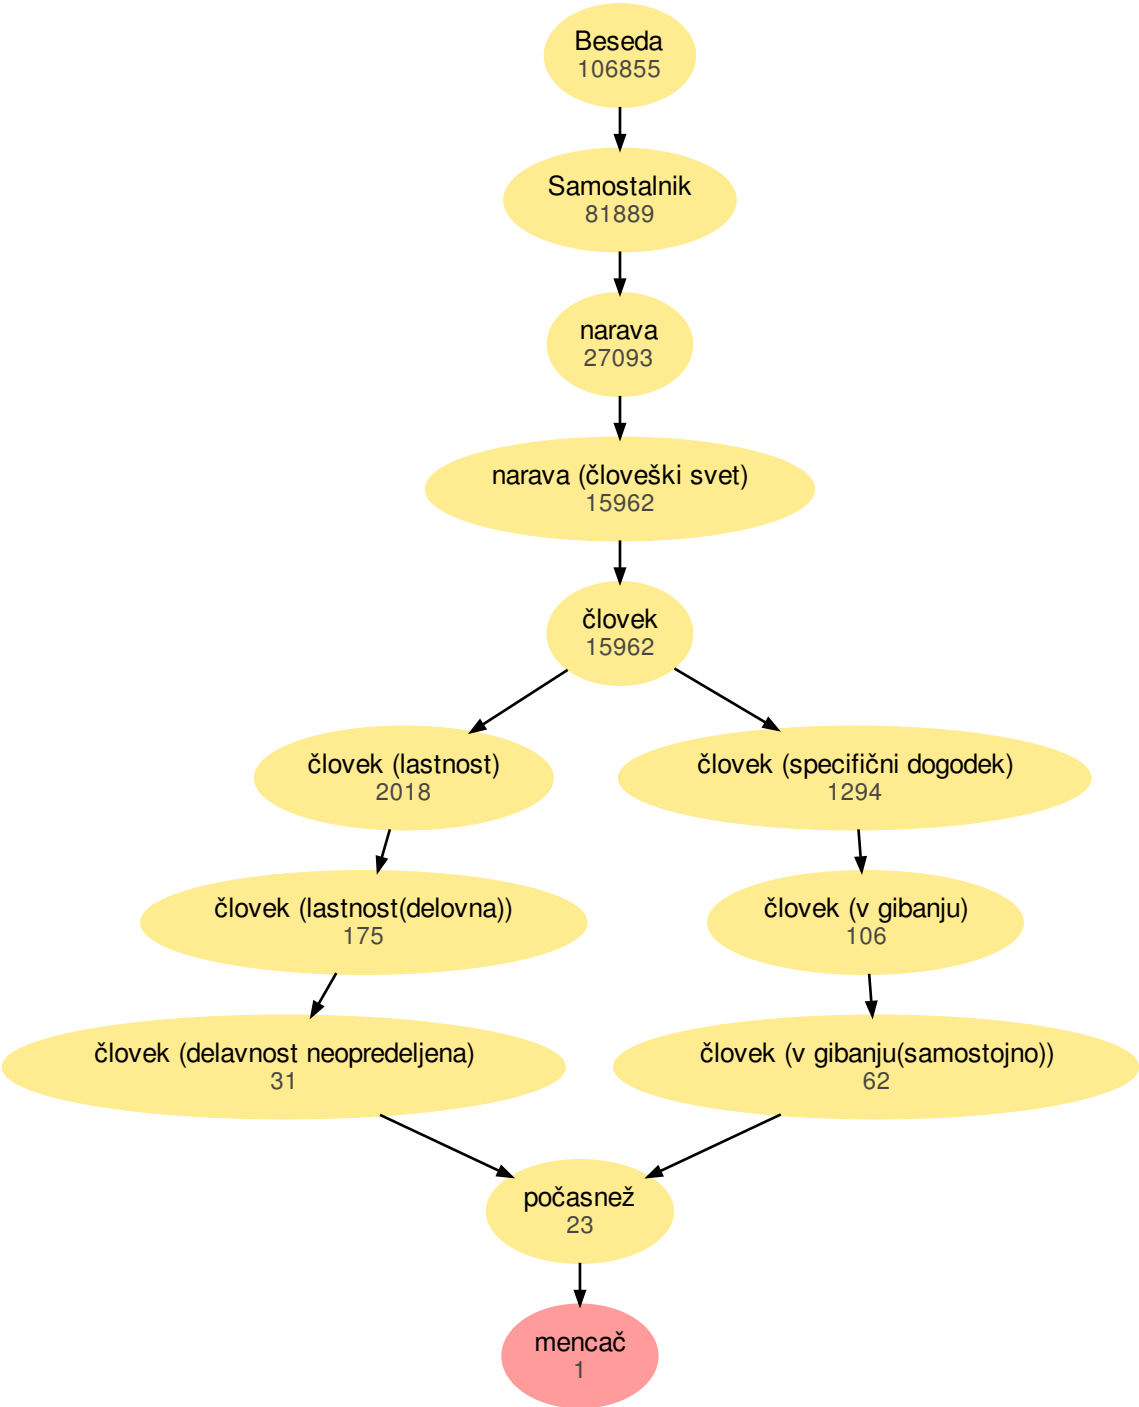 Beseda
106855
Samostalnik
81889
narava
27093
narava (človeški svet)
15962
človek
15962
človek (lastnost)
2018
človek (specifični dogodek)
1294
človek (lastnost(delovna))
175
človek (v gibanju)
106
človek (delavnost neopredeljena)
31
človek (v gibanju(samostojno))
62
počasnež
23
mencač
1